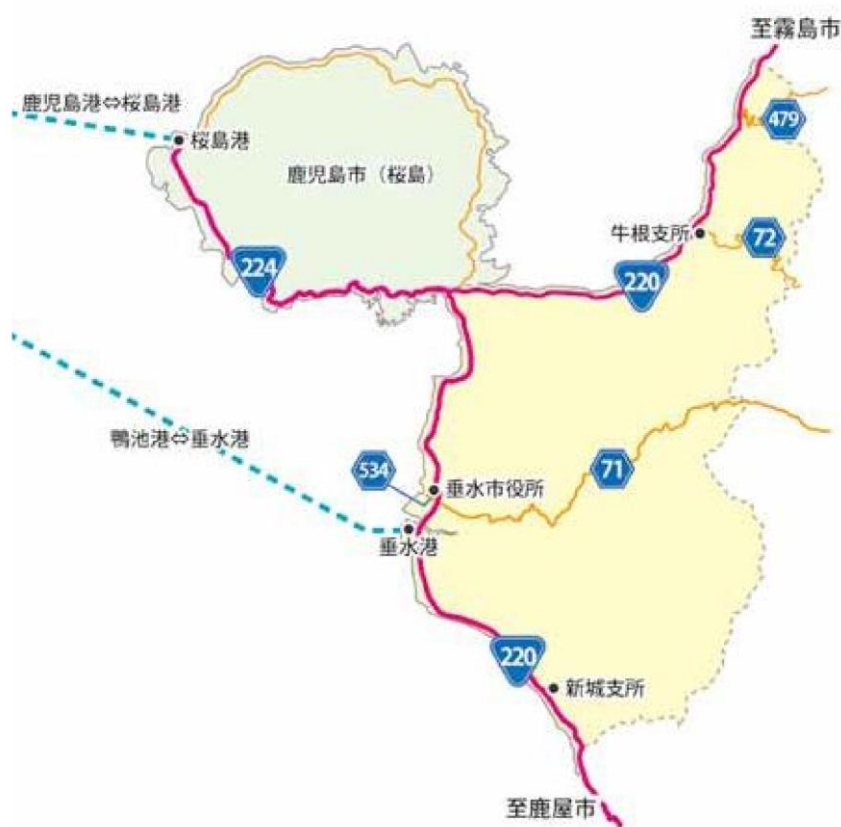 至霧島市
鹿児島港⇔桜島港
479
桜島港
鹿児島市（桜島）
牛根支所
72
224
220
鴨池港⇔垂水港
534
71
垂水市役所
垂水港
220
新城支所
至鹿屋市